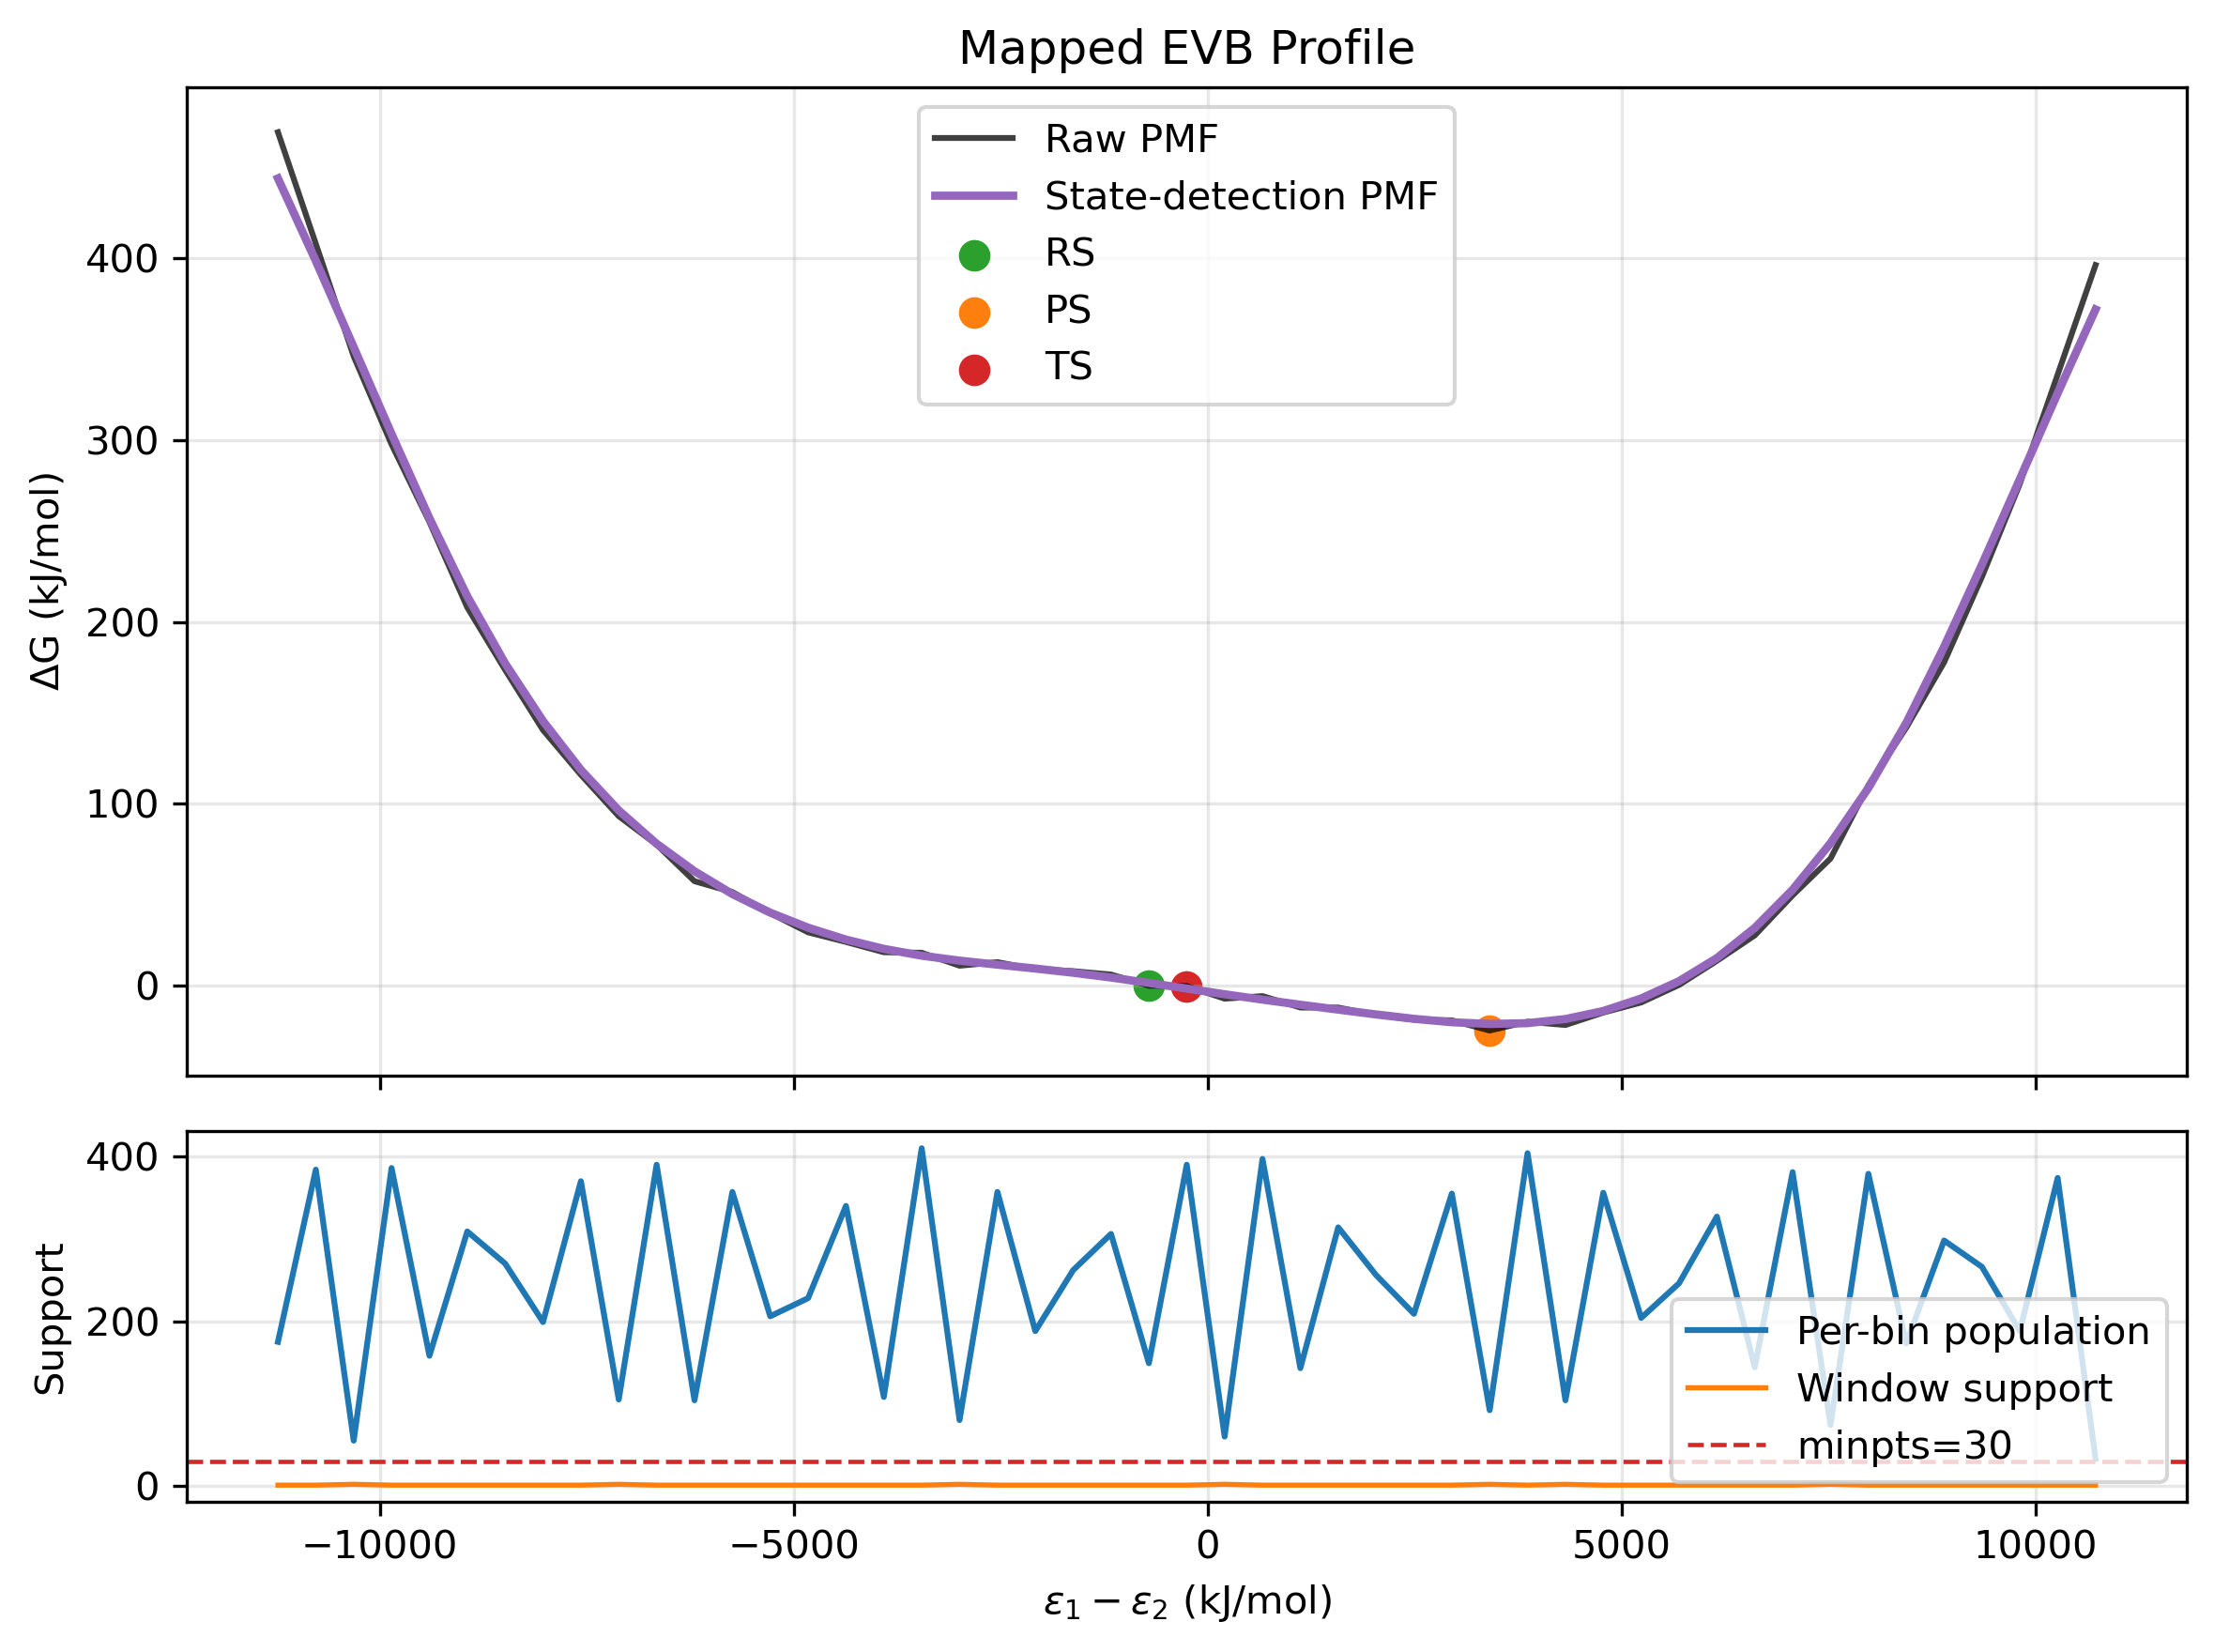 Mapped EVB Profile
Raw PMF
State-detection PMF
RS
PS
TS
ΔG (kJ/mol)
400
300
200
100
0
Support
400
200
0
Per-bin population
Window support
minpts=30
−10000
−5000
0
5000
10000
ε₁ − ε₂ (kJ/mol)